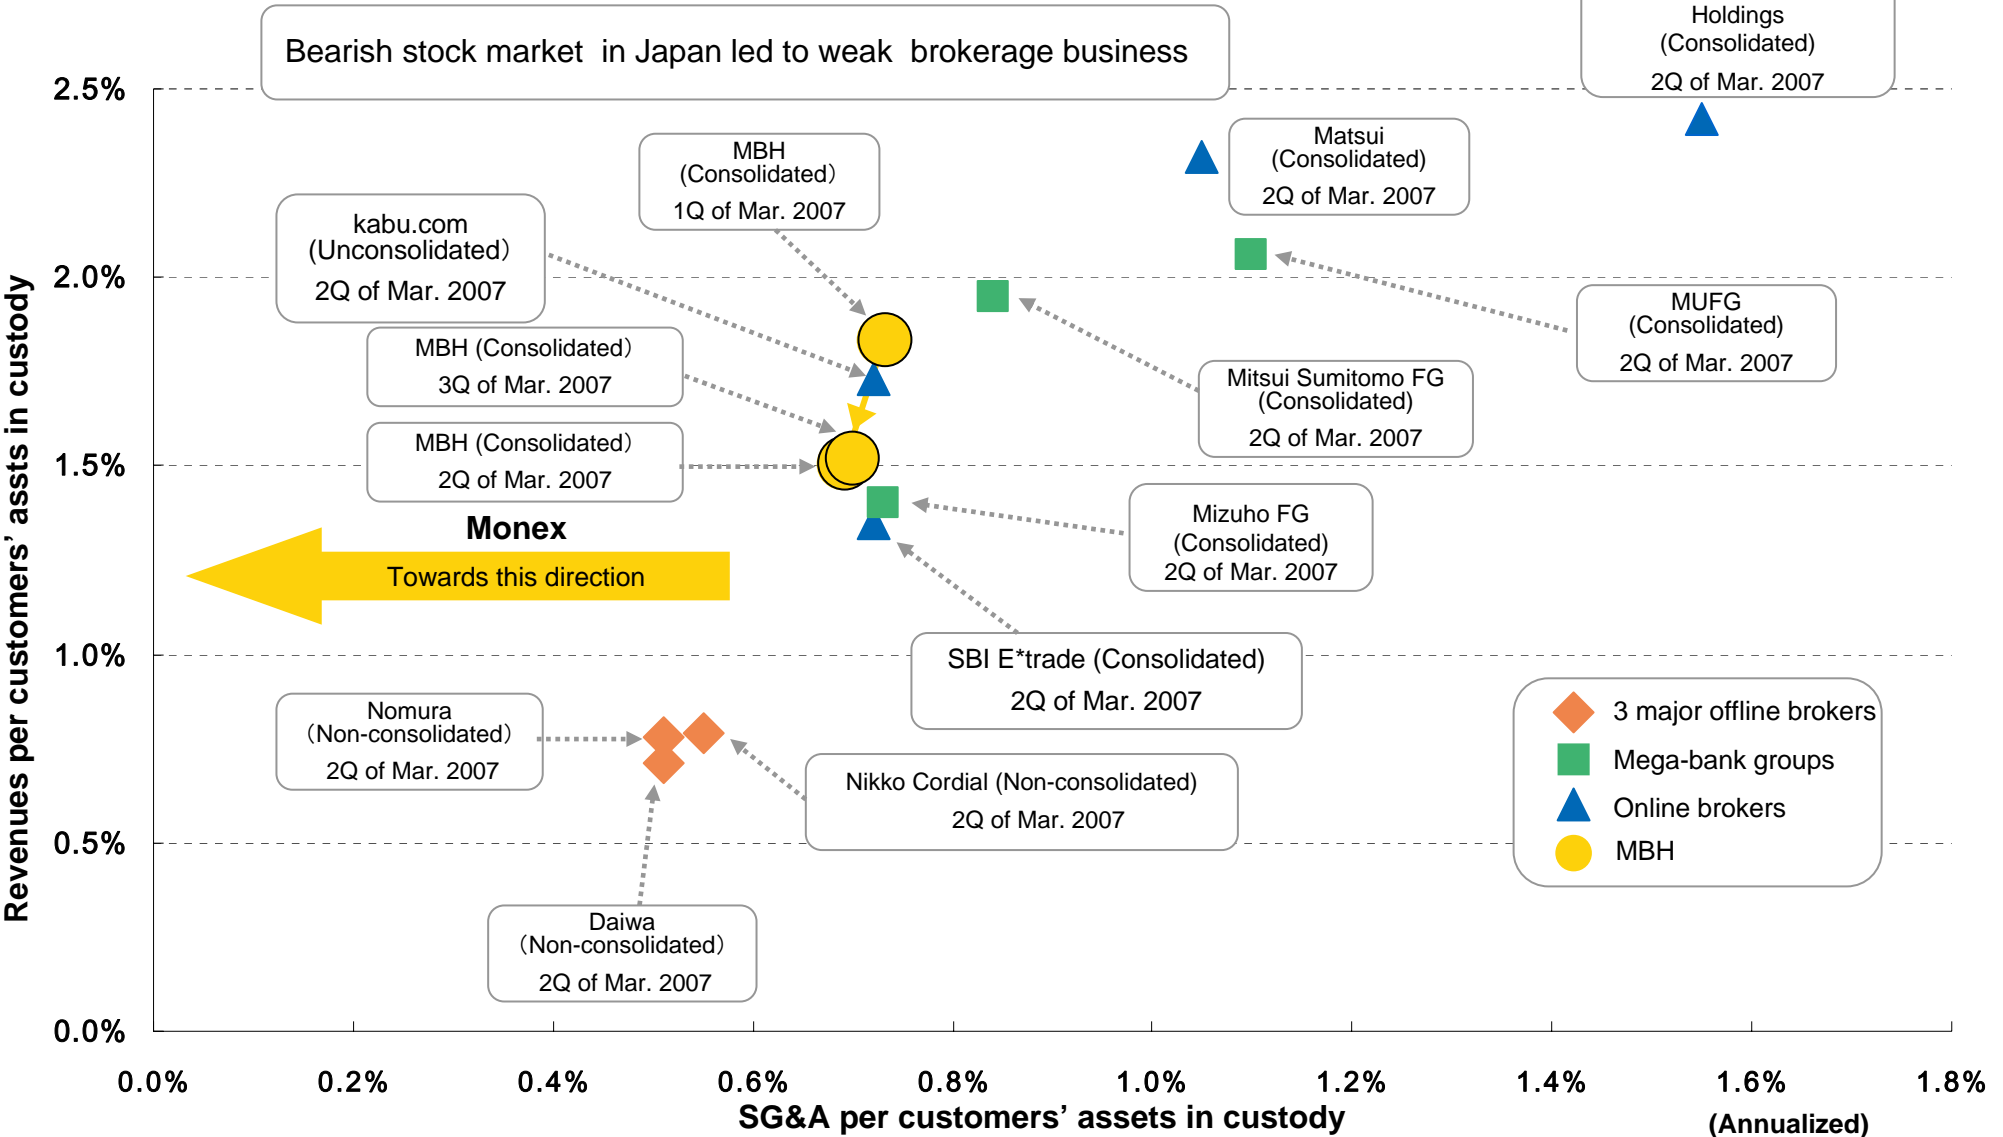 Bearish stock market in Japan led to weak brokerage business
Holdings
(Consolidated)
2Q of Mar. 2007
Matsui
(Consolidated)
2Q of Mar. 2007
MBH
(Consolidated）
1Q of Mar. 2007
kabu.com
(Unconsolidated）
2Q of Mar. 2007
MBH (Consolidated）
3Q of Mar. 2007
MBH (Consolidated）
2Q of Mar. 2007
MUFG
(Consolidated)
2Q of Mar. 2007
Mitsui Sumitomo FG
(Consolidated)
2Q of Mar. 2007
Mizuho FG
(Consolidated)
2Q of Mar. 2007
Monex
Towards this direction
SBI E*trade (Consolidated)
2Q of Mar. 2007
Nomura
（Non-consolidated）
2Q of Mar. 2007
Nikko Cordial (Non-consolidated)
2Q of Mar. 2007
Daiwa
（Non-consolidated）
2Q of Mar. 2007
3 major offline brokers
Mega-bank groups
Online brokers
MBH
Revenues per customers’ assts in custody
2.5%
2.0%
1.5%
1.0%
0.5%
0.0%
0.0% 0.2% 0.4% 0.6% 0.8% 1.0% 1.2% 1.4% 1.6% 1.8%
SG&A per customers’ assets in custody
(Annualized)